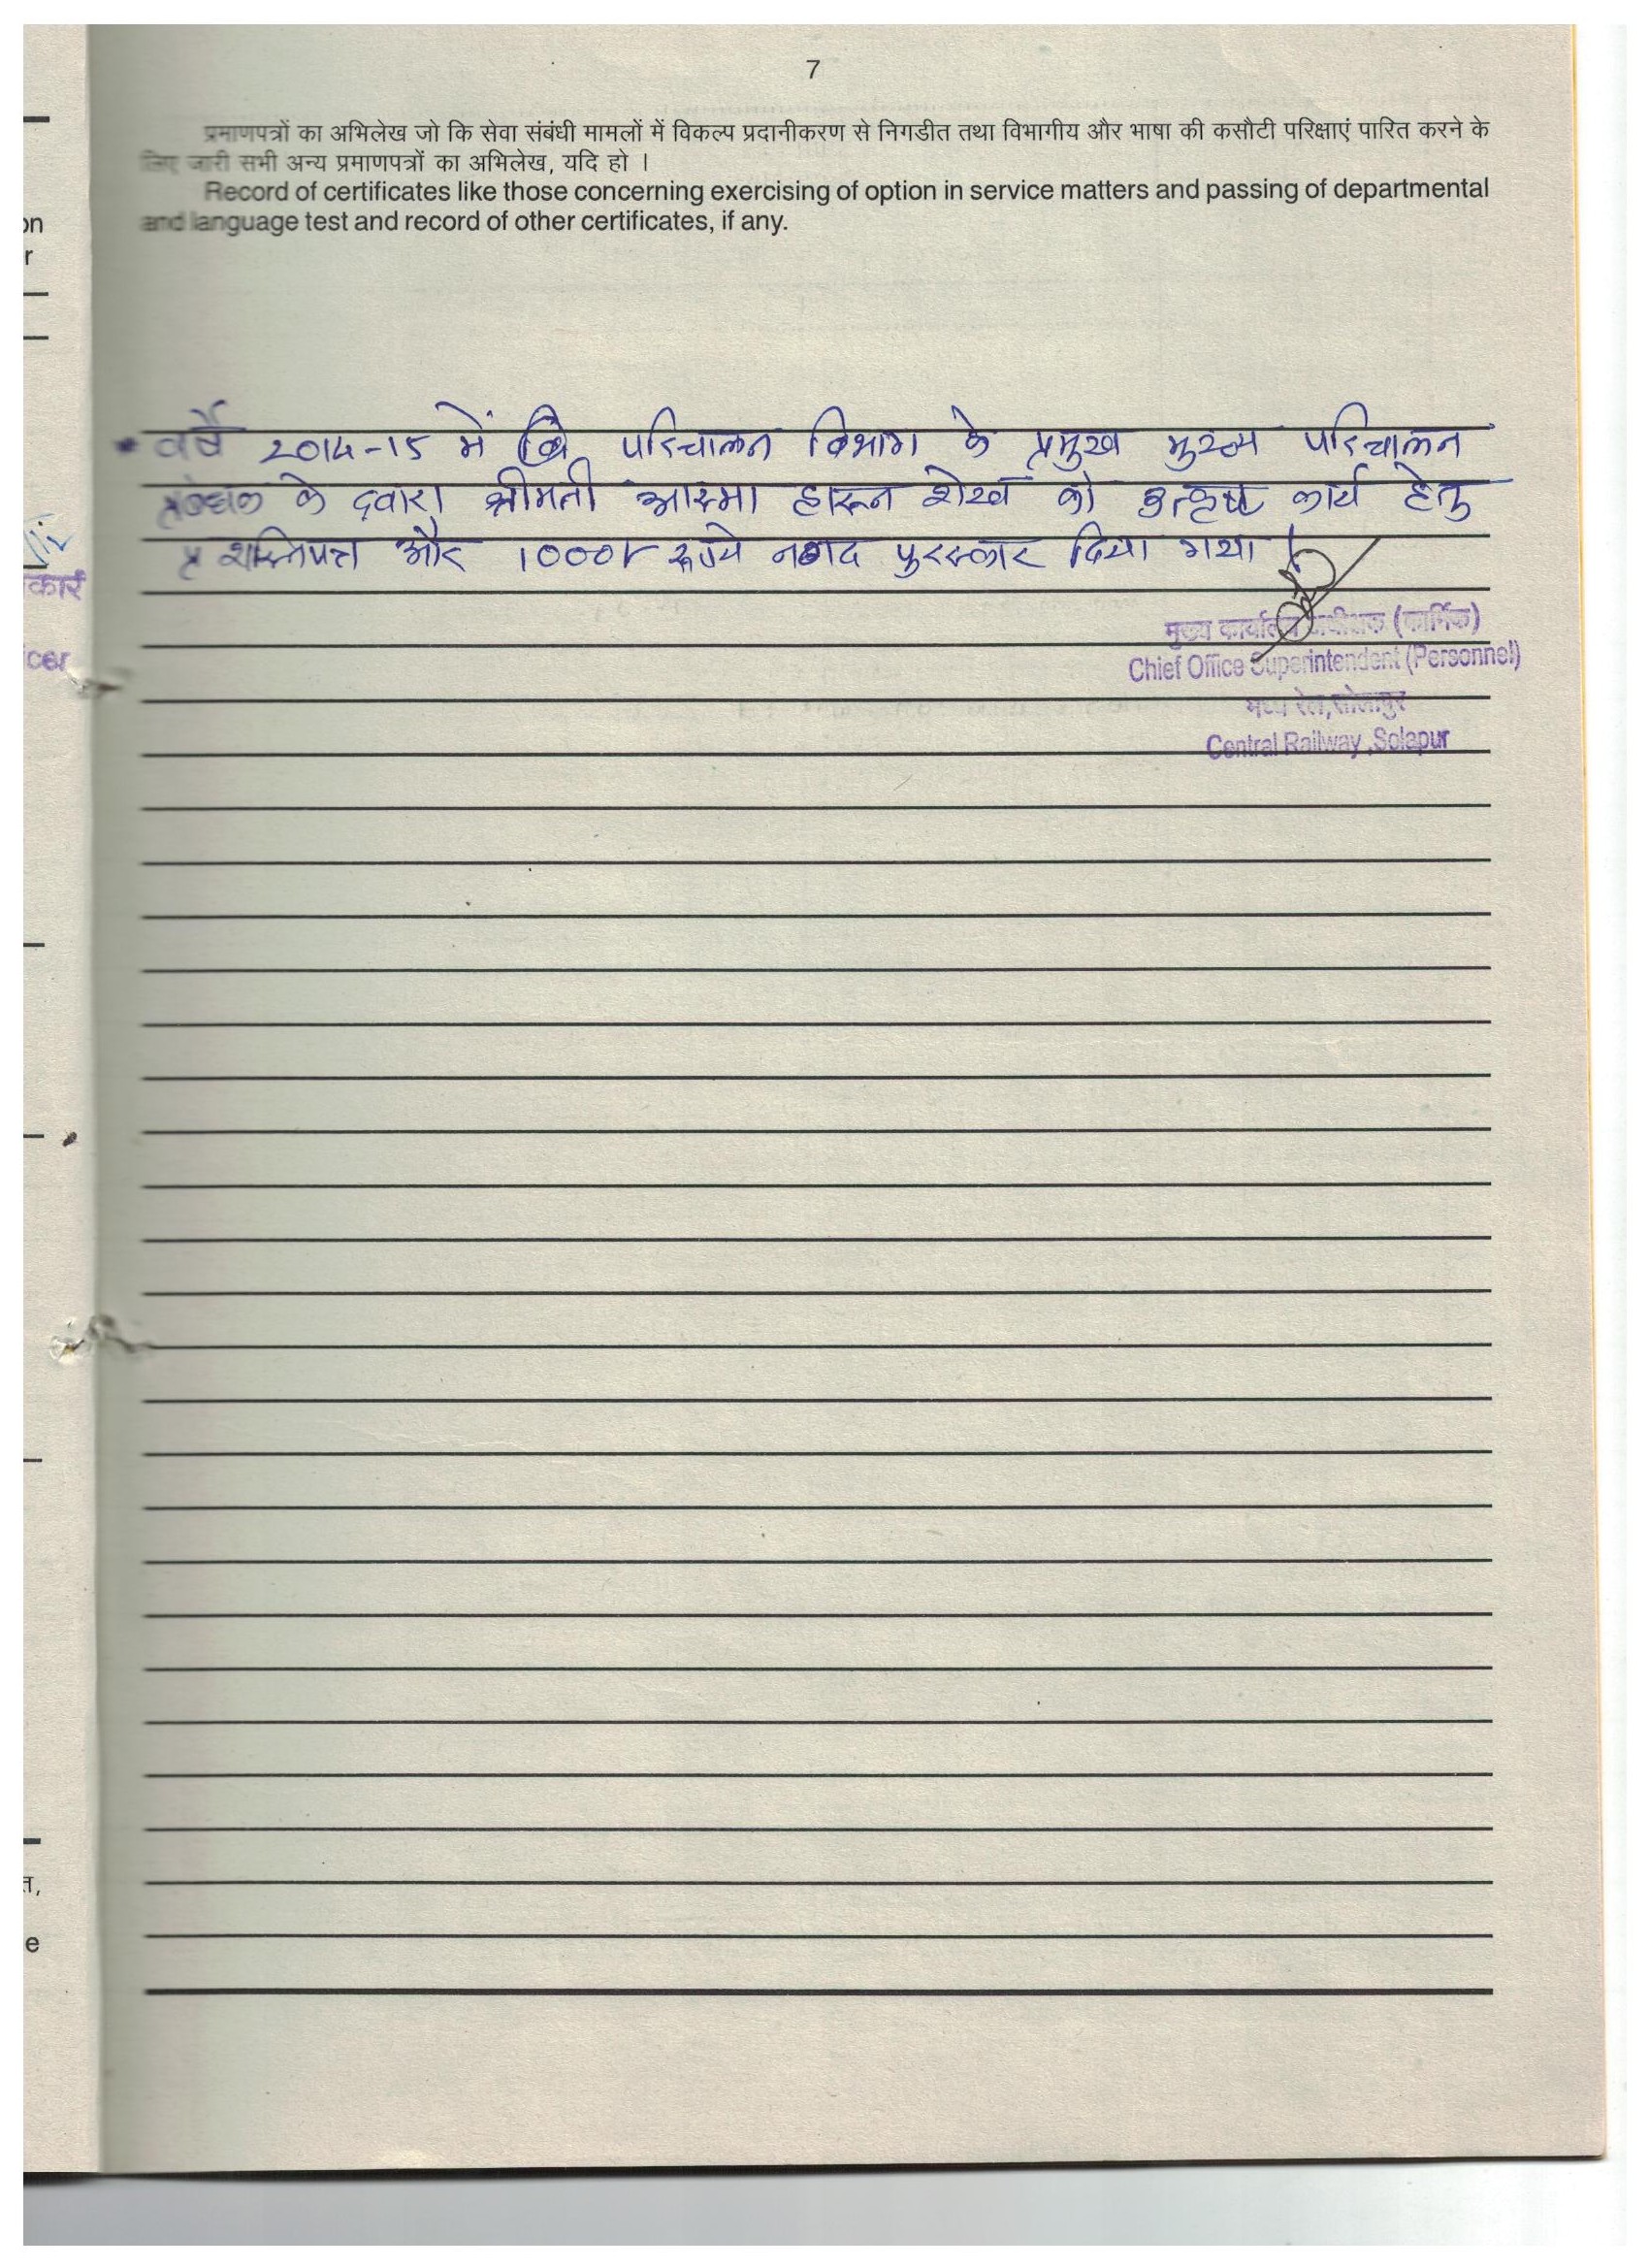 7
प्रमाणपत्रों का अभिलेख जो कि सेवा संबंधी मामलों में विकल्प प्रदानीकरण से निगडीत तथा विभागीय और भाषा की कसौटी परिक्षाएं पारित करने के
लिए जारी सभी अन्य प्रमाणपत्रों का अभिलेख, यदि हो ।
Record of certificates like those concerning exercising of option in service matters and passing of departmental
and language test and record of other certificates, if any.
वर्ष 2014-15 में परिचालन विभाग के प्रमुख मुख्य परिचालन
प्रबंधक के द्वारा श्रीमती आस्मा हारून शेख को उत्कृष्ट कार्य हेतु
प्रशस्तिपत्र और 1000/- रूपये नगद पुरस्कार दिया गया ।
मुख्य कार्यालय अधीक्षक (कार्मिक)
Chief Office Superintendent (Personnel)
मध्य रेल, सोलापुर
Central Railway, Solapur
on
r
कारी
icer
त,
e